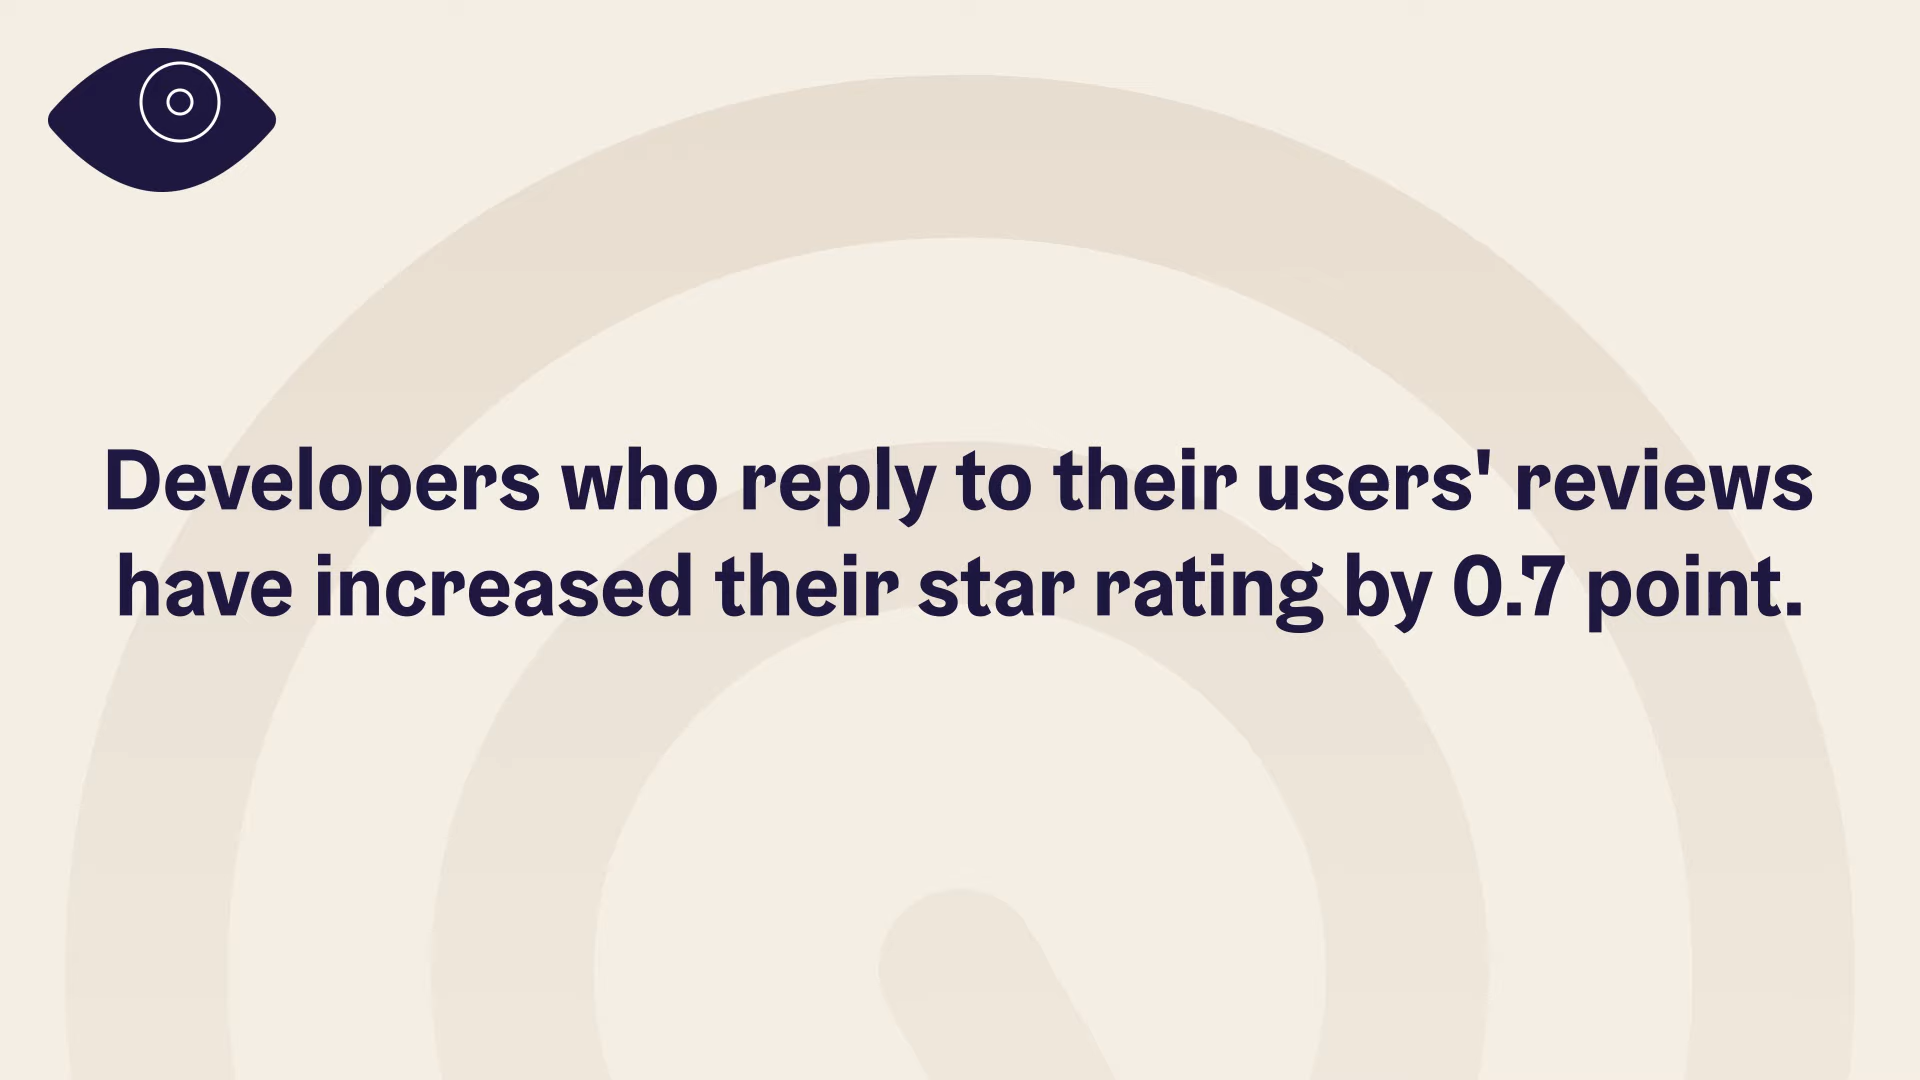 Developers who reply to their users' reviews
have increased their star rating by 0.7 point.